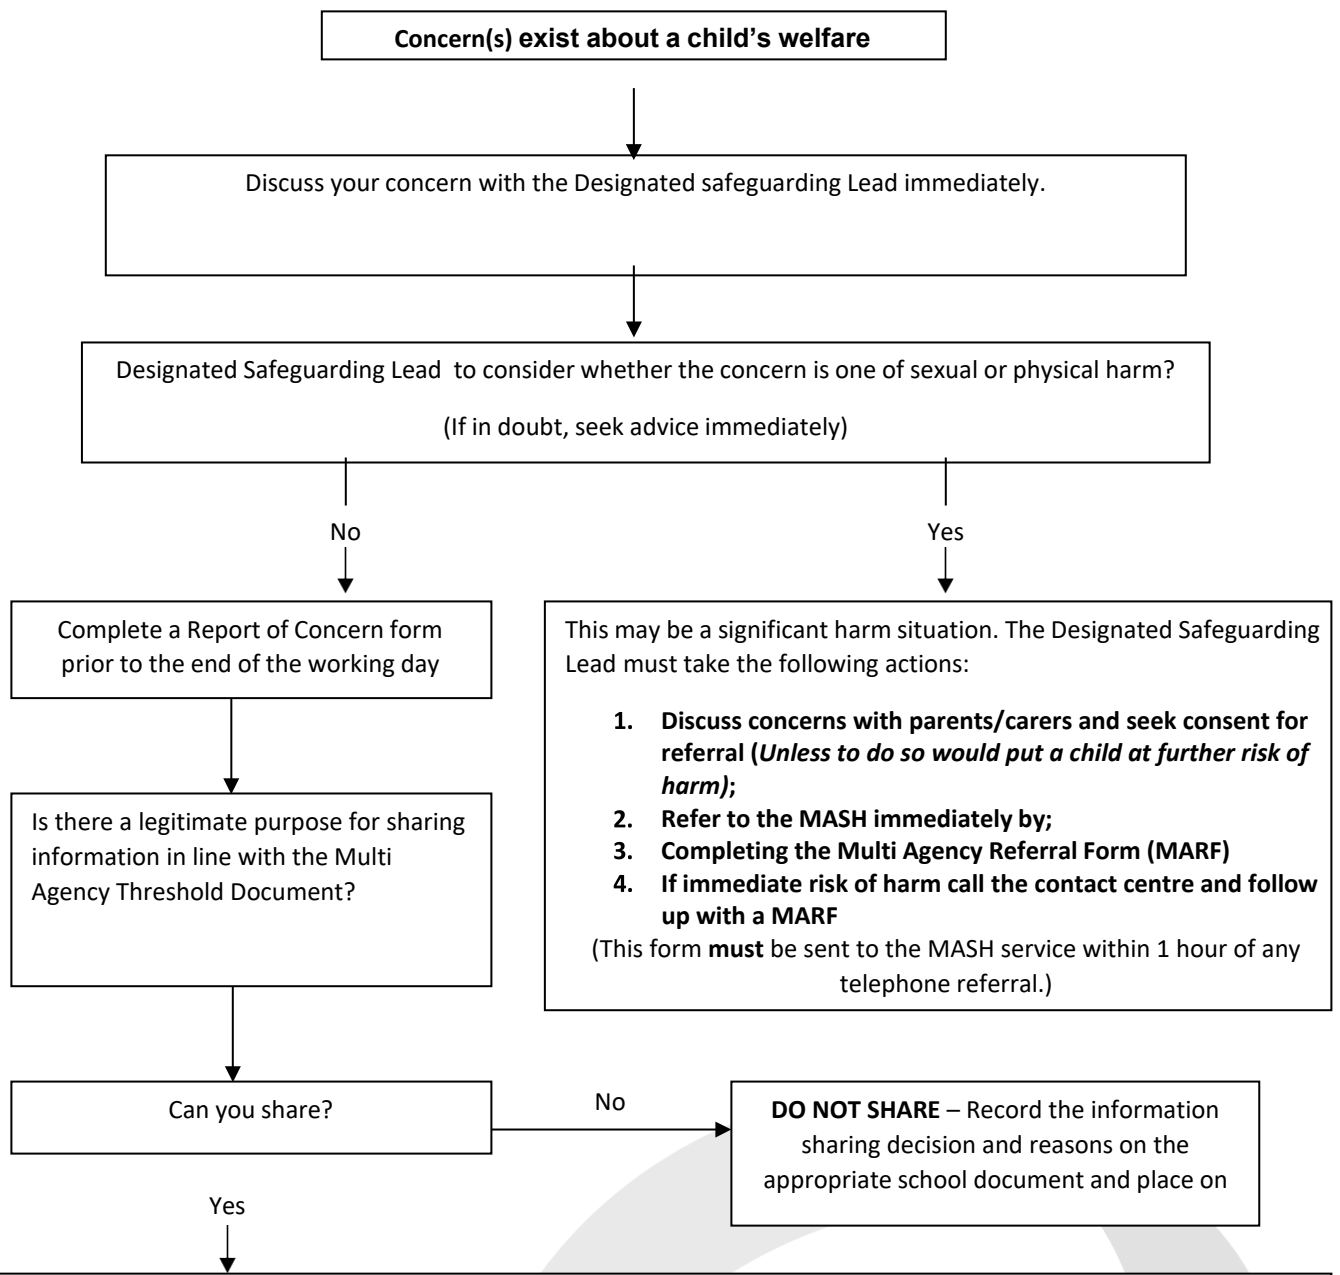 Concern(s) exist about a child’s welfare
Discuss your concern with the Designated safeguarding Lead immediately.
Designated Safeguarding Lead  to consider whether the concern is one of sexual or physical harm?
(If in doubt, seek advice immediately)
No
Yes
Complete a Report of Concern form
prior to the end of the working day
This may be a significant harm situation. The Designated Safeguarding
Lead must take the following actions:
1. Discuss concerns with parents/carers and seek consent for
referral (Unless to do so would put a child at further risk of
harm);
2. Refer to the MASH immediately by;
3. Completing the Multi Agency Referral Form (MARF)
4. If immediate risk of harm call the contact centre and follow
up with a MARF
(This form must be sent to the MASH service within 1 hour of any
telephone referral.)
Is there a legitimate purpose for sharing
information in line with the Multi
Agency Threshold Document?
Can you share?
No
DO NOT SHARE – Record the information
sharing decision and reasons on the
appropriate school document and place on
Yes